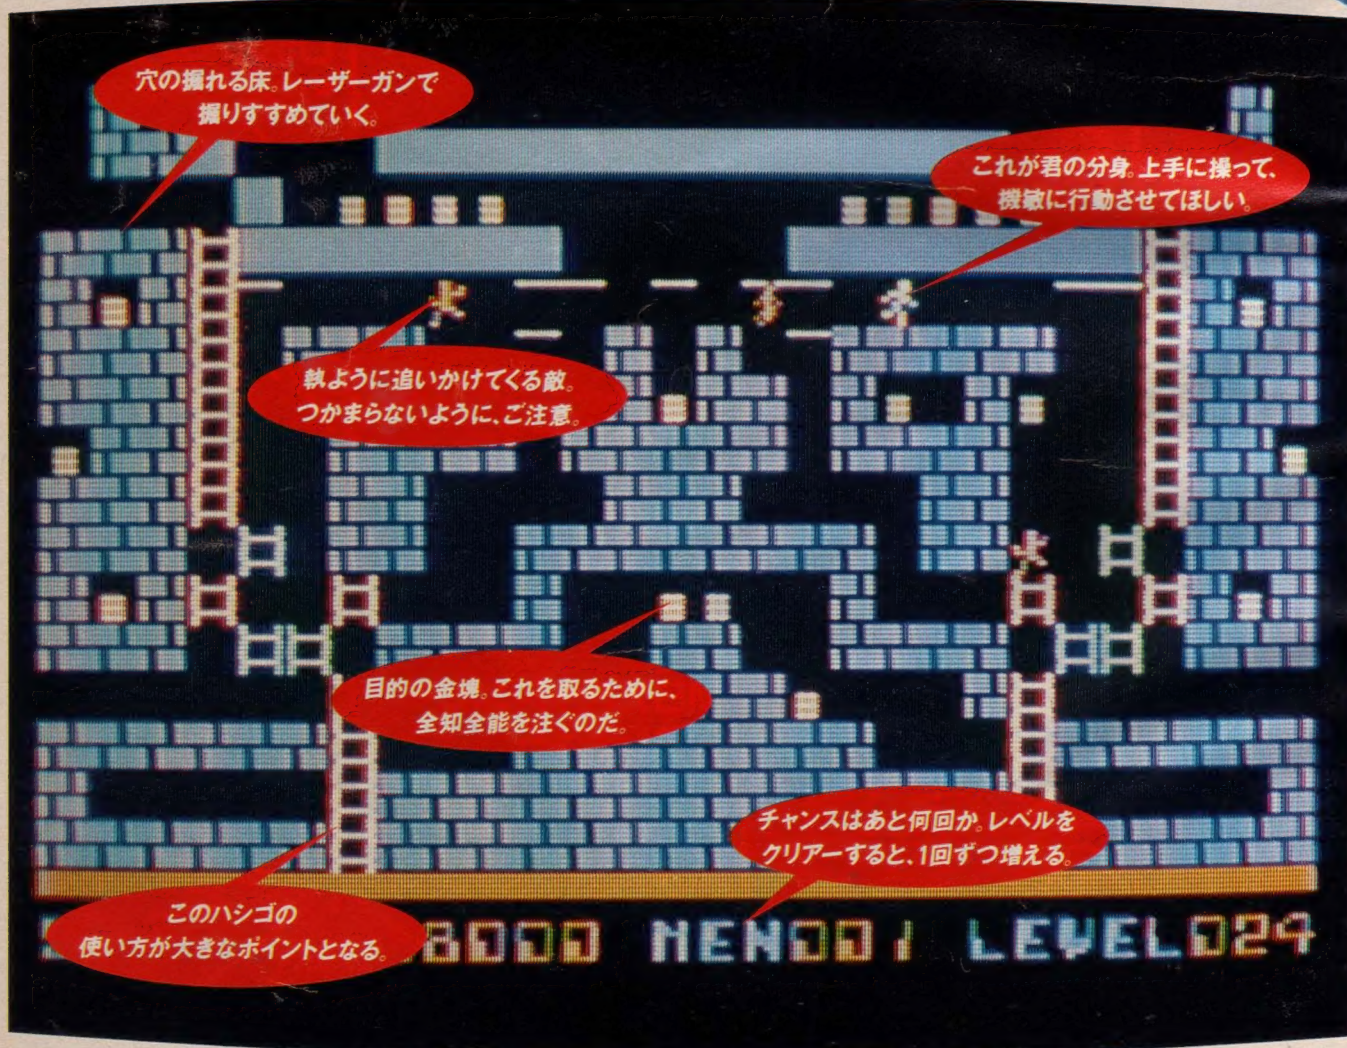 穴の掘れる床。レーザーガンで
掘りすすめていく。
これが君の分身。上手に操って、
機敏に行動させてほしい。
執ように追いかけてくる敵。
つかまらないように、ご注意。
目的の金塊。これを取るために、
全知全能を注ぐのだ。
チャンスはあと何回か。レベルを
クリアーすると、1回ずつ増える。
このハシゴの
使い方が大きなポイントとなる。
8000 MEN001 LEVEL024